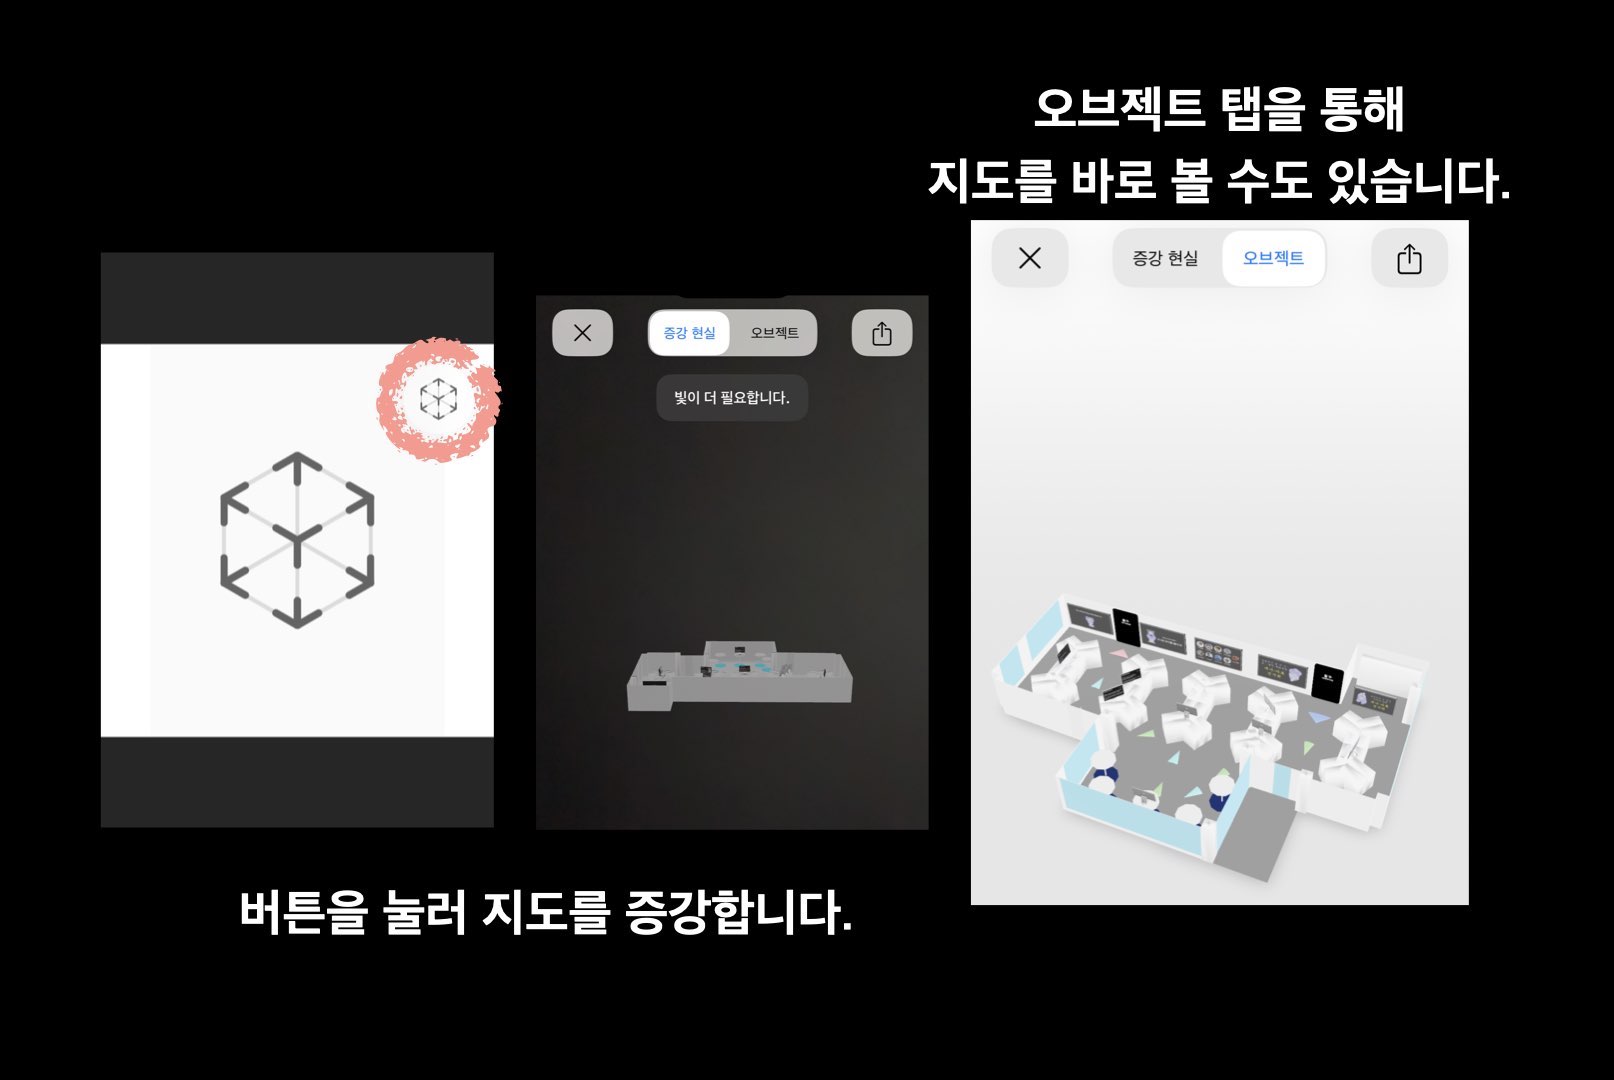 오브젝트 탭을 통해
지도를 바로 볼 수도 있습니다.
증강 현실
오브젝트
빛이 더 필요합니다.
증강 현실
오브젝트
버튼을 눌러 지도를 증강합니다.